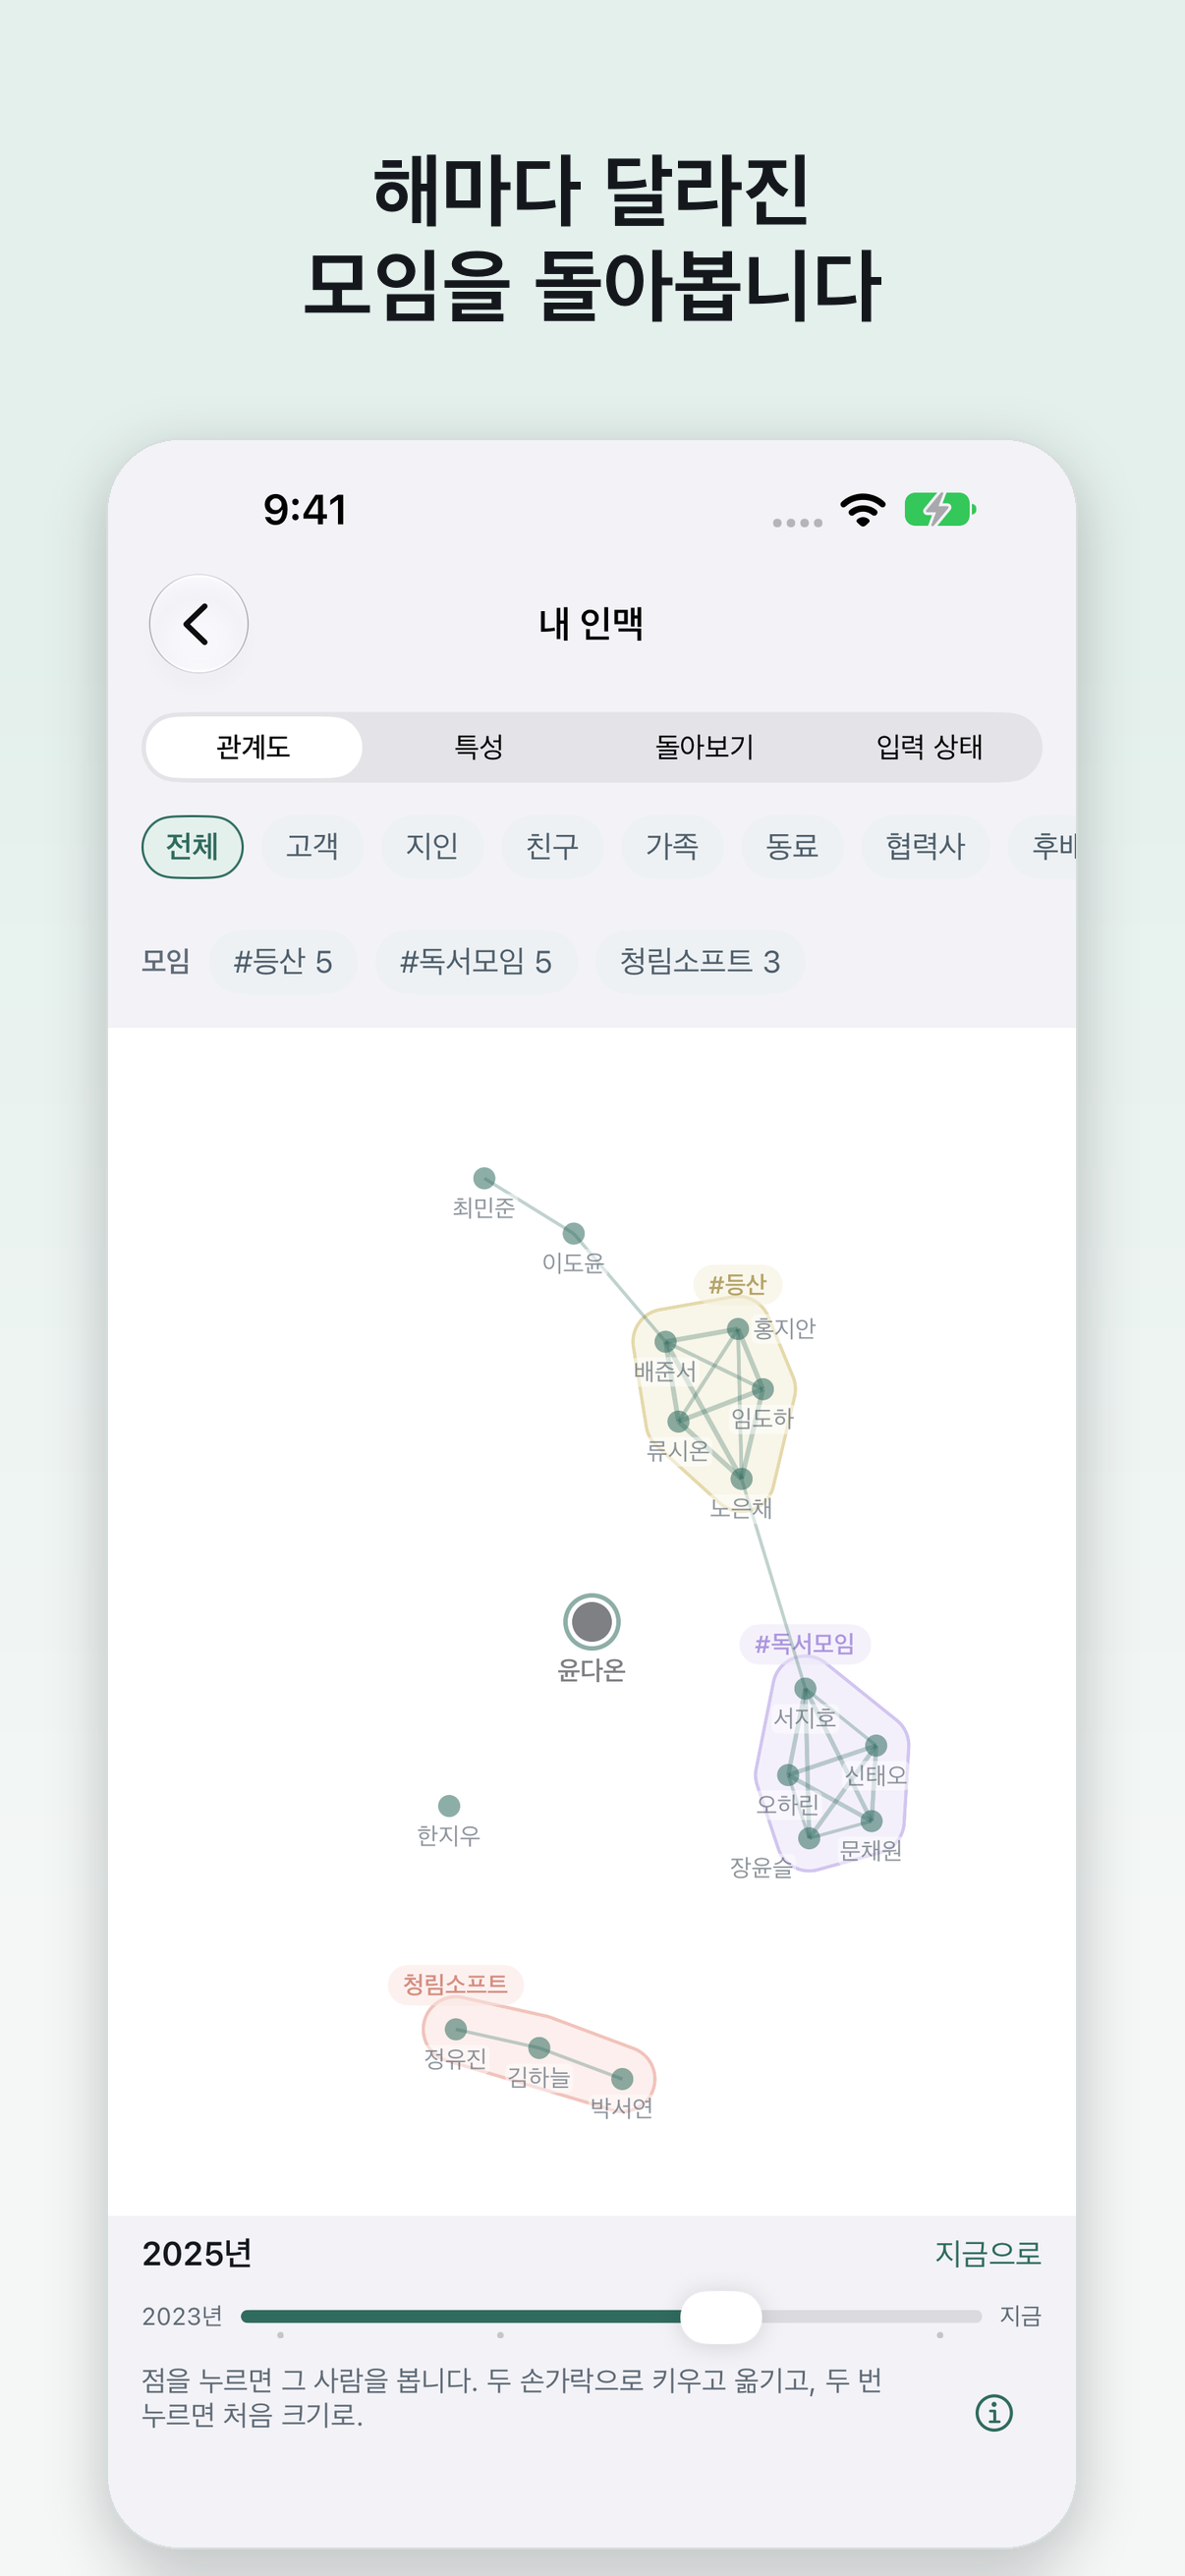 해마다 달라진
모임을 돌아봅니다
9:41
내 인맥
관계도 특성 돌아보기 입력 상태
전체 고객 지인 친구 가족 동료 협력사
모임 #등산 5 #독서모임 5 청림소프트 3
최민준
이도윤
#등산
홍지안
배준서
임도하
류시온
노은채
#독서모임
윤다온
서지호
신태오
오하린
한지우
문채원
장윤슬
청림소프트
정유진
김하늘
박서연
2025년 지금으로
2023년 지금
점을 누르면 그 사람을 봅니다. 두 손가락으로 키우고 옮기고, 두 번
누르면 처음 크기로.